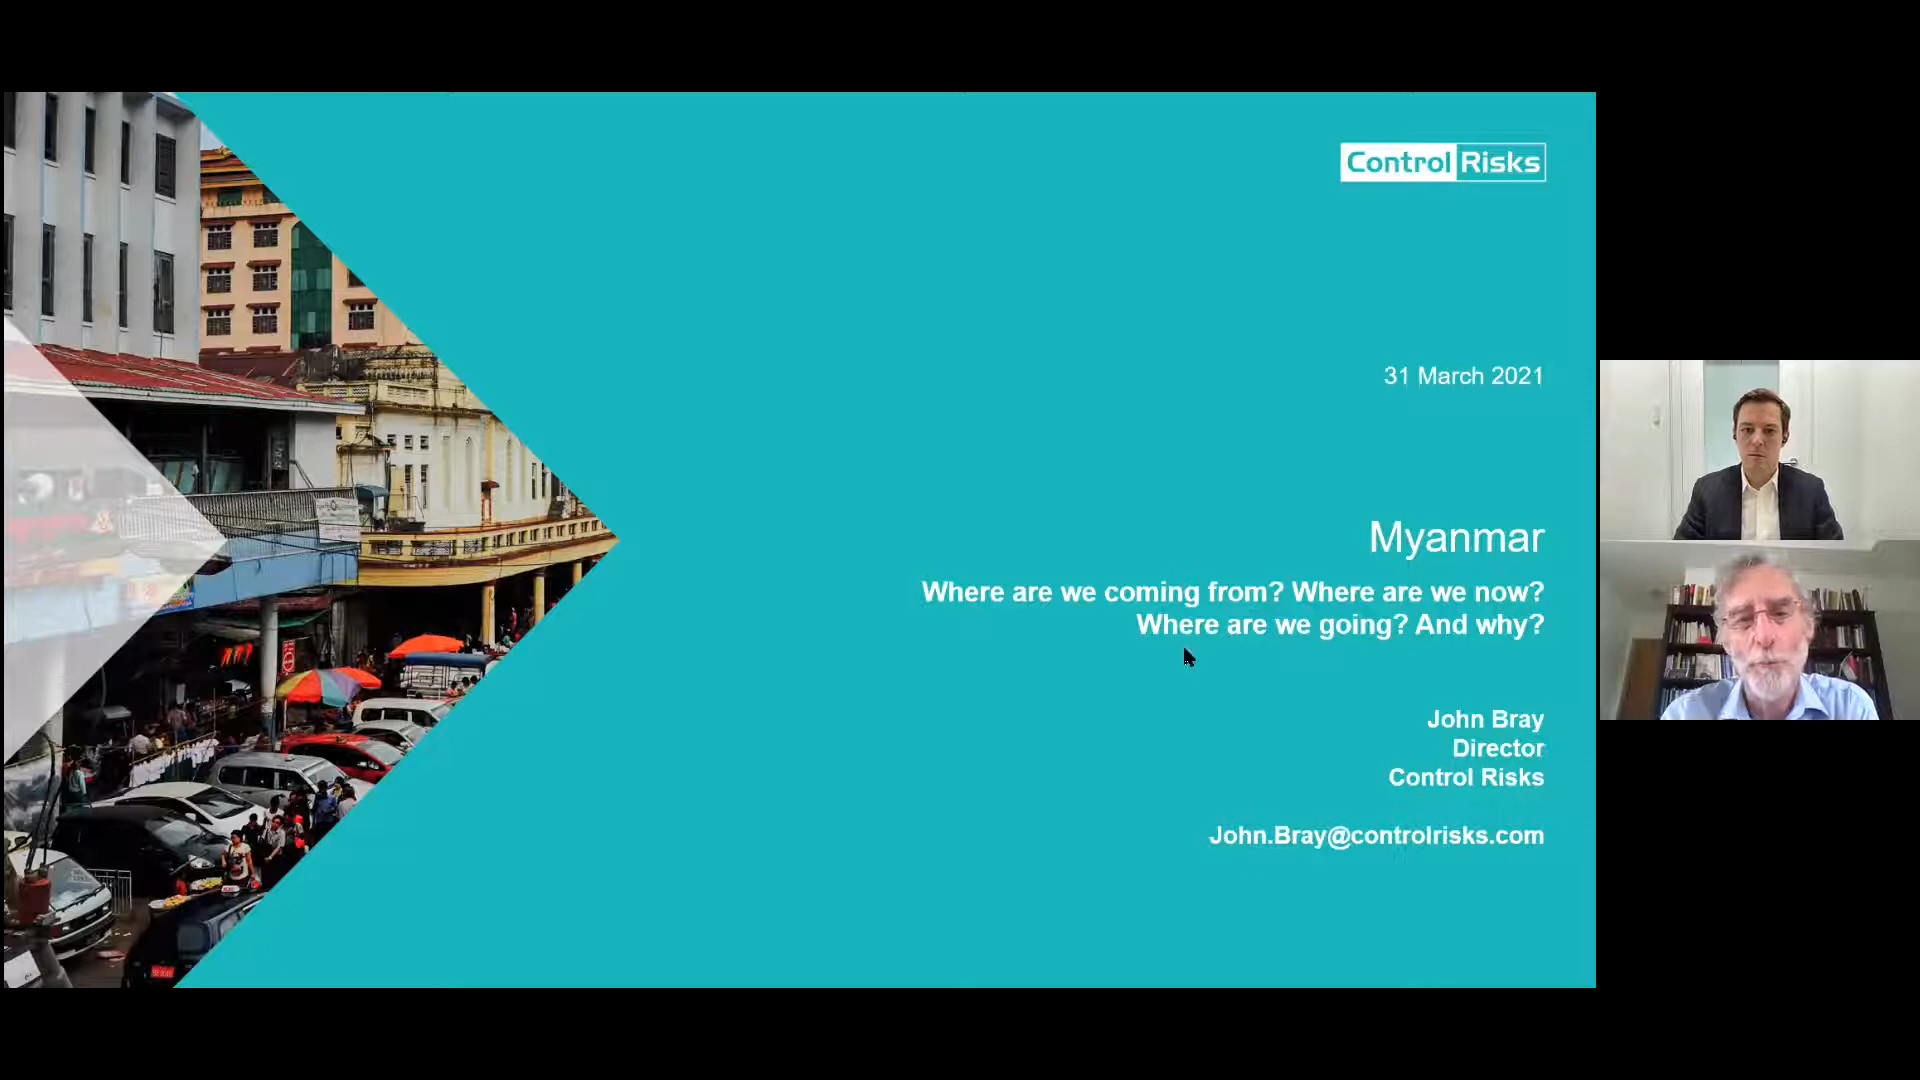 Control Risks
31 March 2021
Myanmar
Where are we coming from? Where are we now?
Where are we going? And why?
John Bray
Director
Control Risks
John.Bray@controlrisks.com